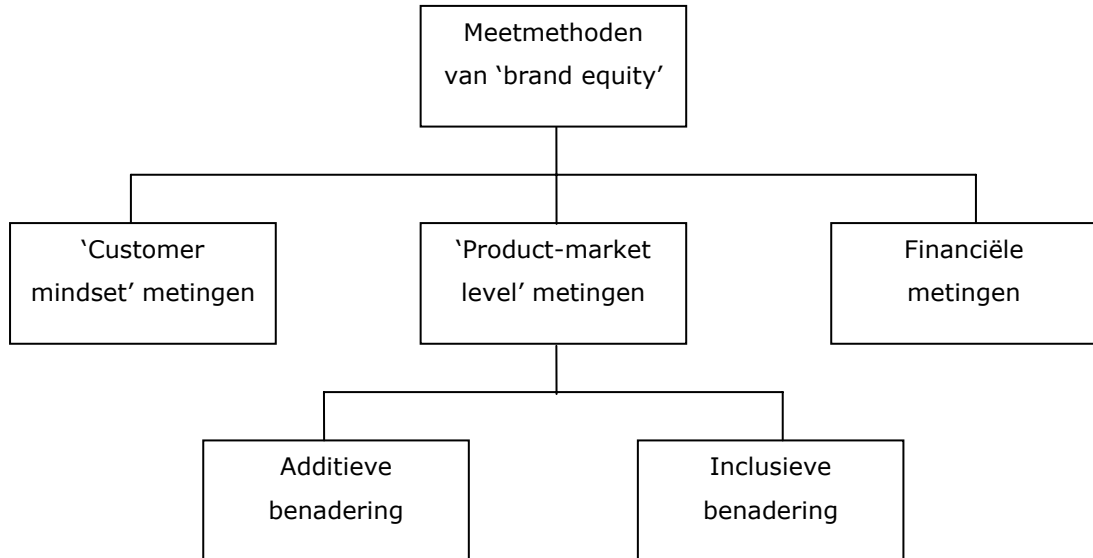 Meetmethoden
van ‘brand equity’
‘Customer
mindset’ metingen
‘Product-market
level’ metingen
Financiële
metingen
Additieve
benadering
Inclusieve
benadering